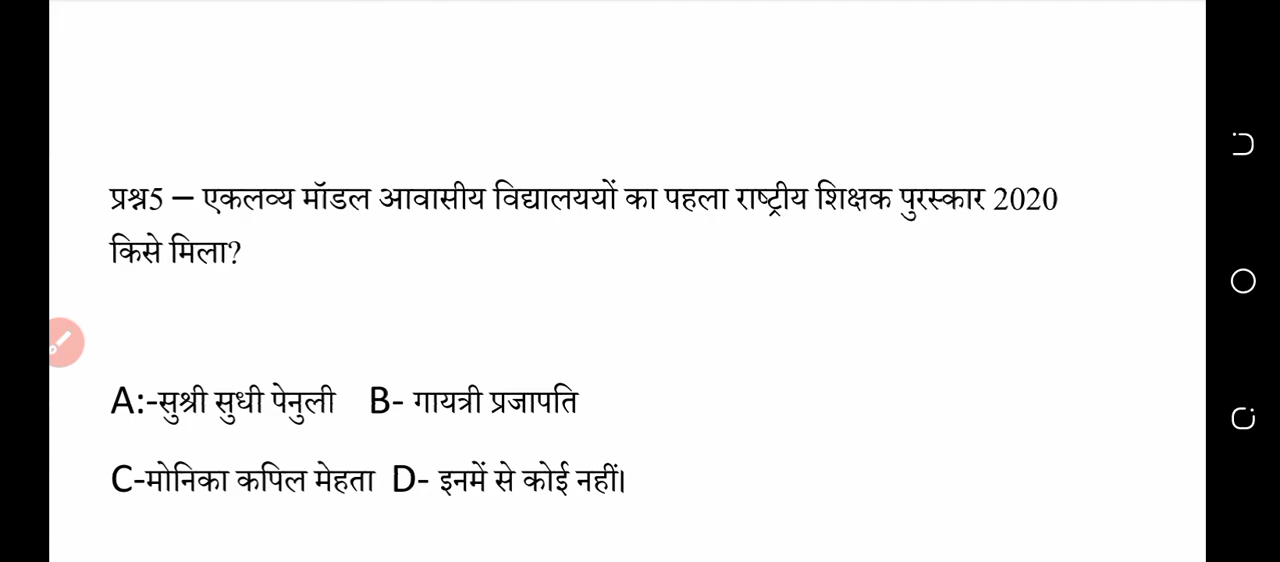 प्रश्न5 – एकलव्य मॉडल आवासीय विद्यालययों का पहला राष्ट्रीय शिक्षक पुरस्कार 2020
किसे मिला?
A:-सुश्री सुधी पेनुली B- गायत्री प्रजापति
C-मोनिका कपिल मेहता D- इनमें से कोई नहीं।